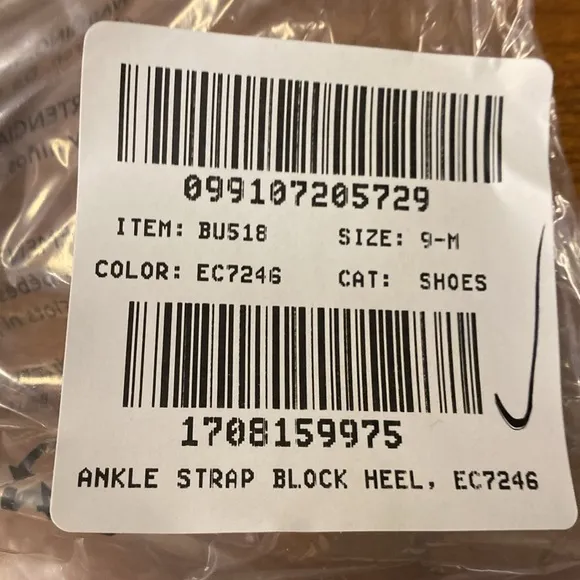 099107205729
ITEM: BU518 SIZE: 9-M
COLOR: EC7246 CAT: SHOES
1708159975
ANKLE STRAP BLOCK HEEL, EC7246